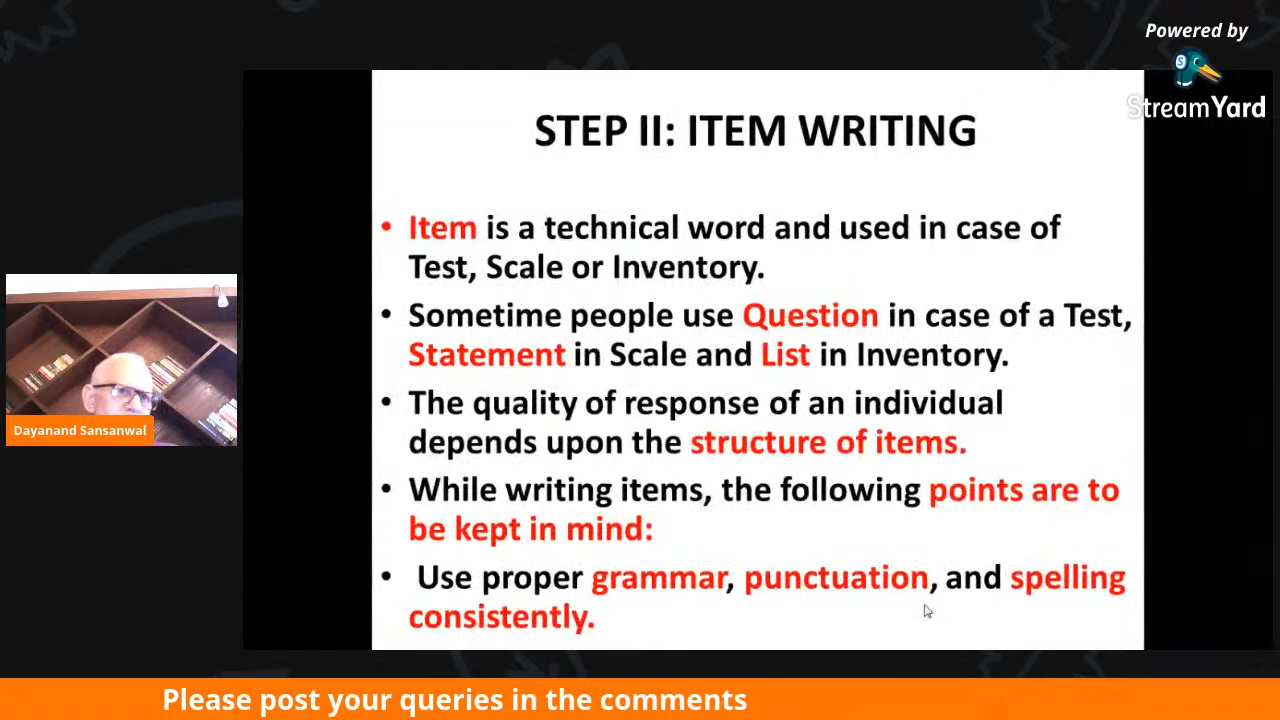 Powered by
StreamYard
STEP II: ITEM WRITING
• Item is a technical word and used in case of
Test, Scale or Inventory.
• Sometime people use Question in case of a Test,
Statement in Scale and List in Inventory.
• The quality of response of an individual
depends upon the structure of items.
• While writing items, the following points are to
be kept in mind:
• Use proper grammar, punctuation, and spelling
consistently.
Dayanand Sansanwal
Please post your queries in the comments